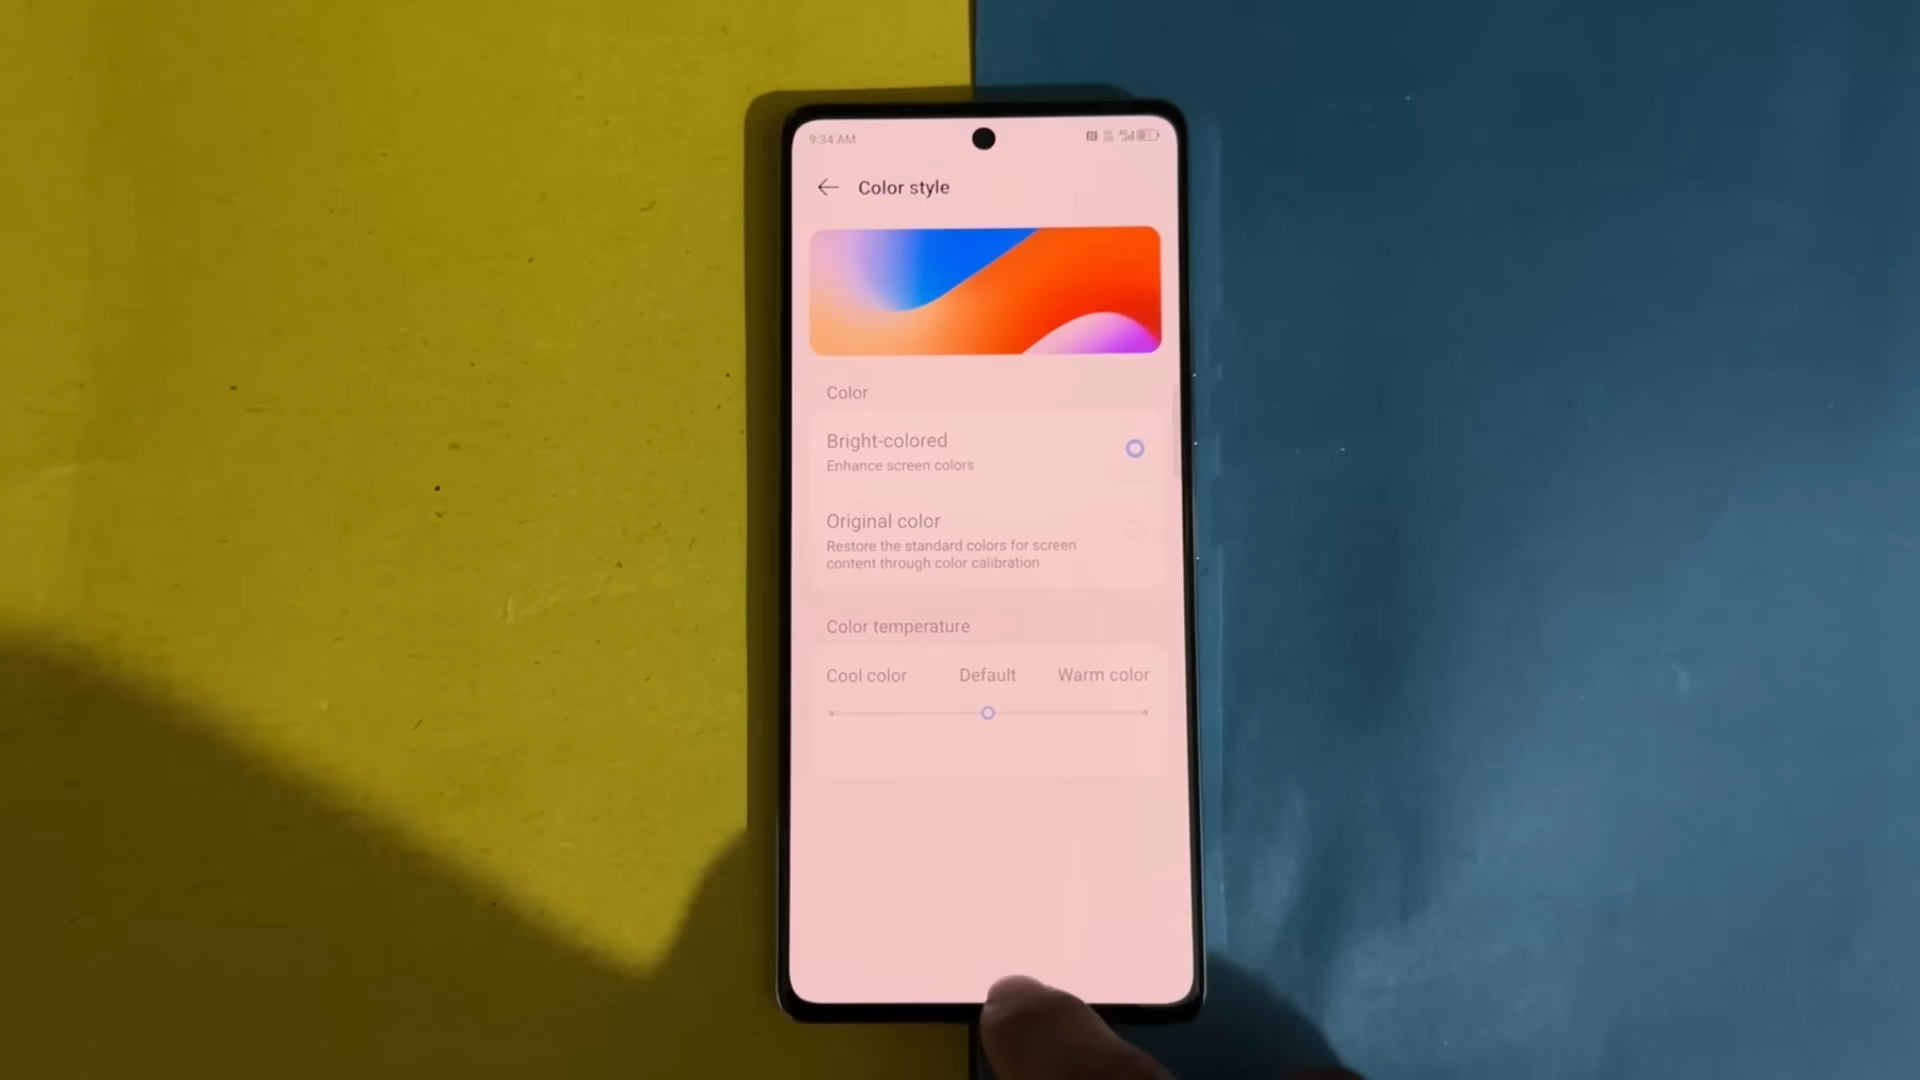 9:34 AM
Color style
Color
Bright-colored
Enhance screen colors
Original color
Restore the standard colors for screen
content through color calibration
Color temperature
Cool color Default Warm color